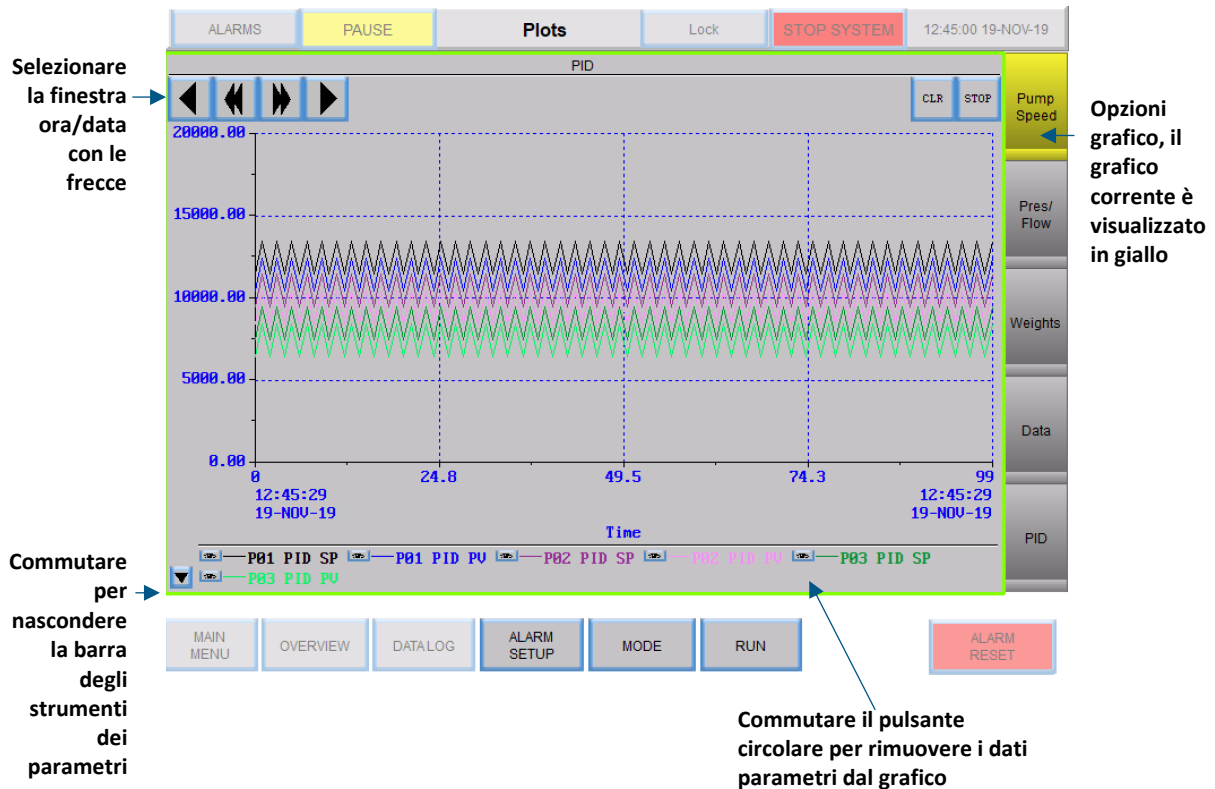 ALARMS PAUSE Plots Lock STOP SYSTEM 12:45:00 19-NOV-19
PID
Selezionare
la finestra
ora/data
con le
frecce
CLR STOP
Pump
Speed
Opzioni
grafico, il
grafico
corrente è
visualizzato
in giallo
Pres/
Flow
Weights
Data
PID
20000.00
15000.00
10000.00
5000.00
0.00
0 24.8 49.5 74.3 99
12:45:29 12:45:29
19-NOV-19 19-NOV-19
Time
P01 PID SP P01 PID PV P02 PID SP P02 PID PV P03 PID SP
P03 PID PV
Commutare
per
nascondere
la barra
degli
strumenti
dei
parametri
MAIN
MENU
OVERVIEW
DATA LOG
ALARM
SETUP
MODE
RUN
ALARM
RESET
Commutare il pulsante
circolare per rimuovere i dati
parametri dal grafico